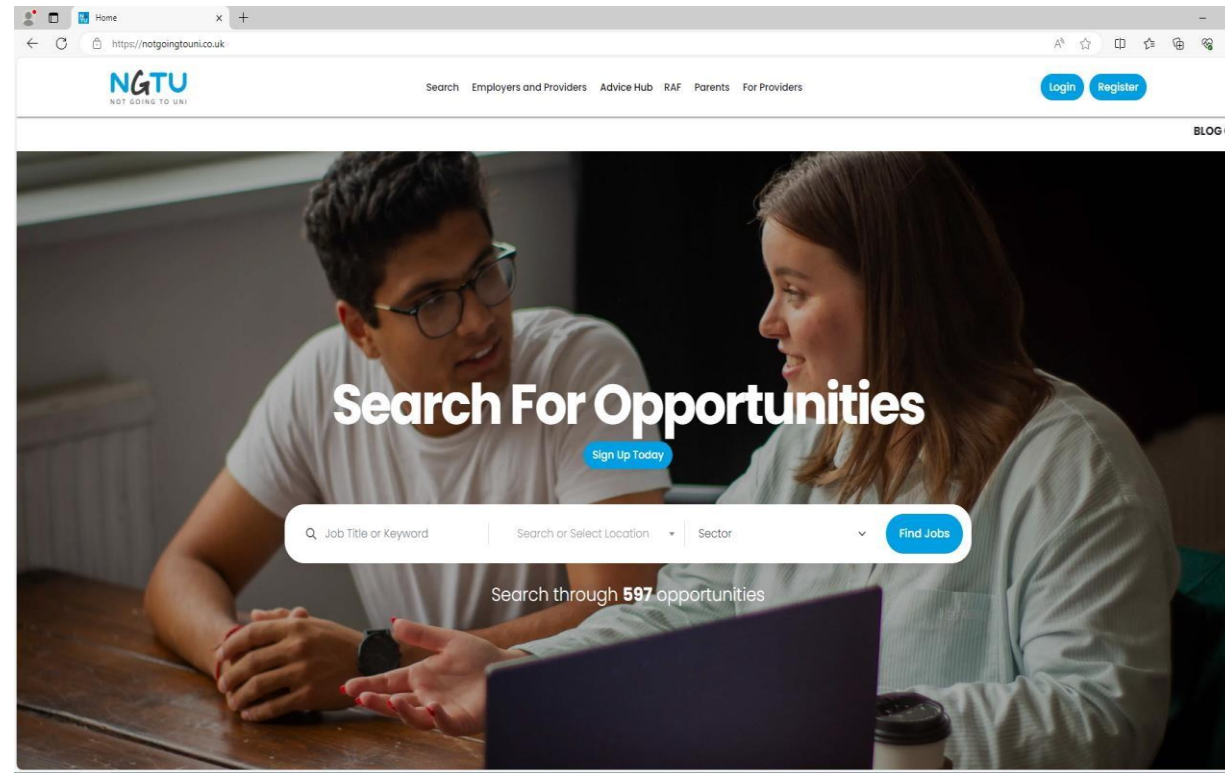 Home
https://notgoingtouni.co.uk
NGTU
NOT GOING TO UNI
Search Employers and Providers Advice Hub RAF Parents For Providers
Login Register
BLOG
Search For Opportunities
Sign Up Today
Job Title or Keyword Search or Select Location Sector Find Jobs
Search through 597 opportunities